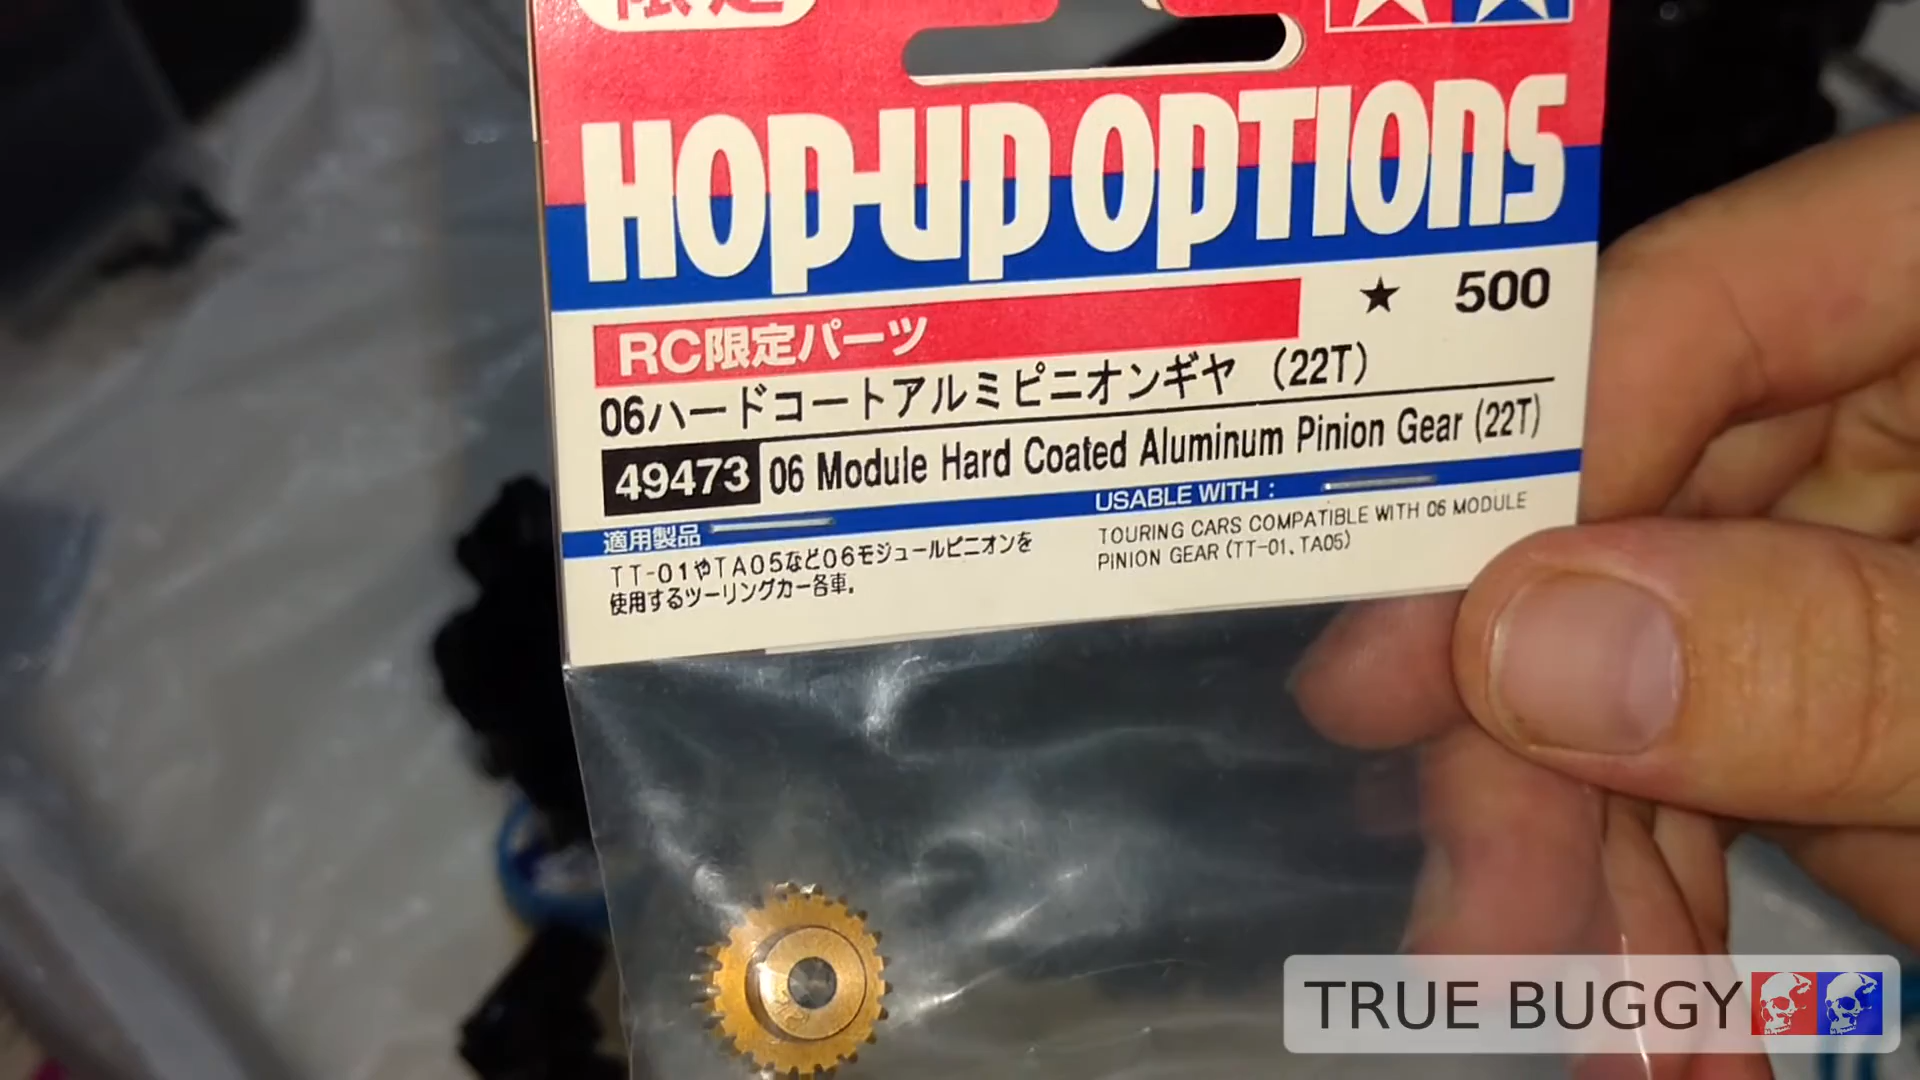 限定
HOP-UP OPTIONS
★ 500
RC限定パーツ
06ハードコートアルミピニオンギヤ (22T)
49473 06 Module Hard Coated Aluminum Pinion Gear (22T)
USABLE WITH :
適用製品
TT-01やTA05など06モジュールピニオンを
使用するツーリングカー各車。
TOURING CARS COMPATIBLE WITH 06 MODULE
PINION GEAR (TT-01、TA05)
TRUE BUGGY